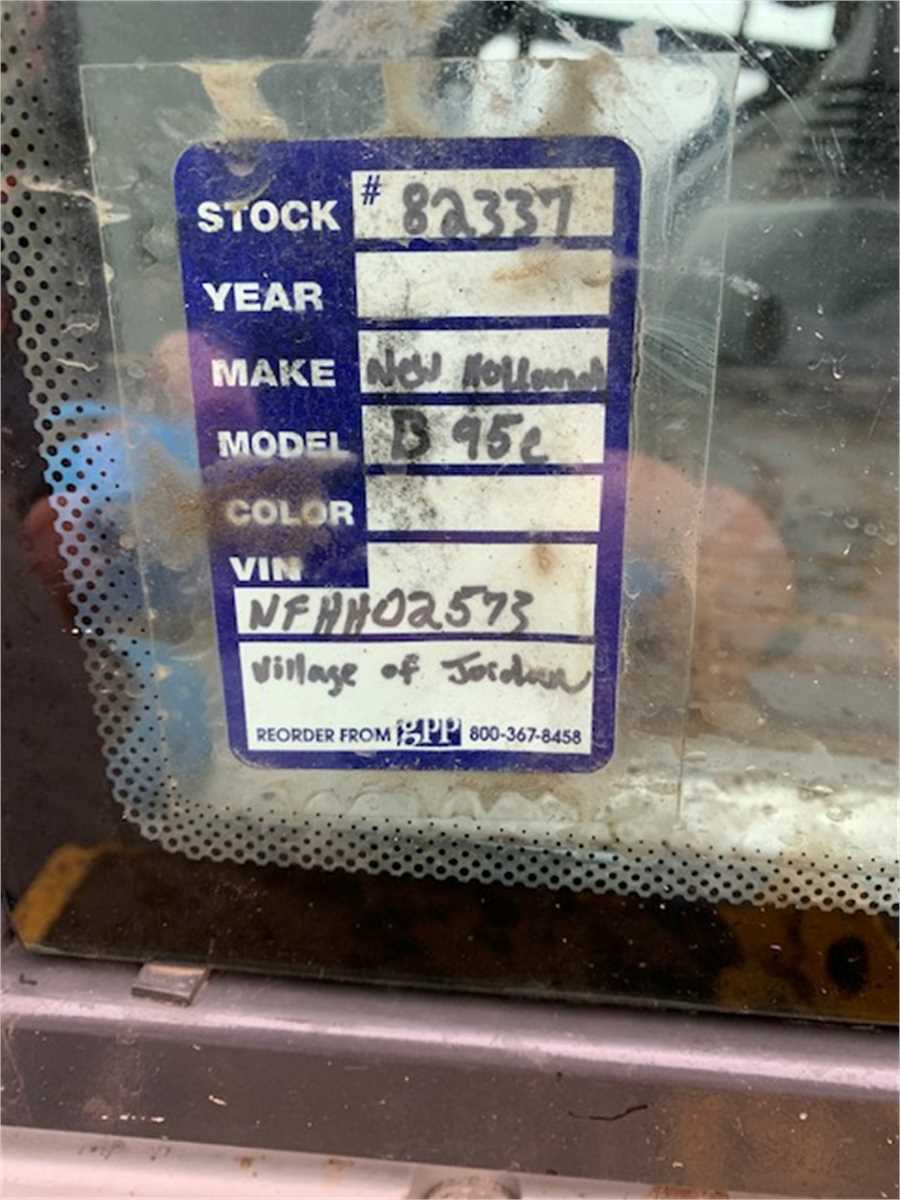 STOCK # 82337
YEAR
MAKE New Holland
MODEL B 95c
COLOR
VIN
NFHH02573
Village of Jordan
REORDER FROM gpp 800-367-8458